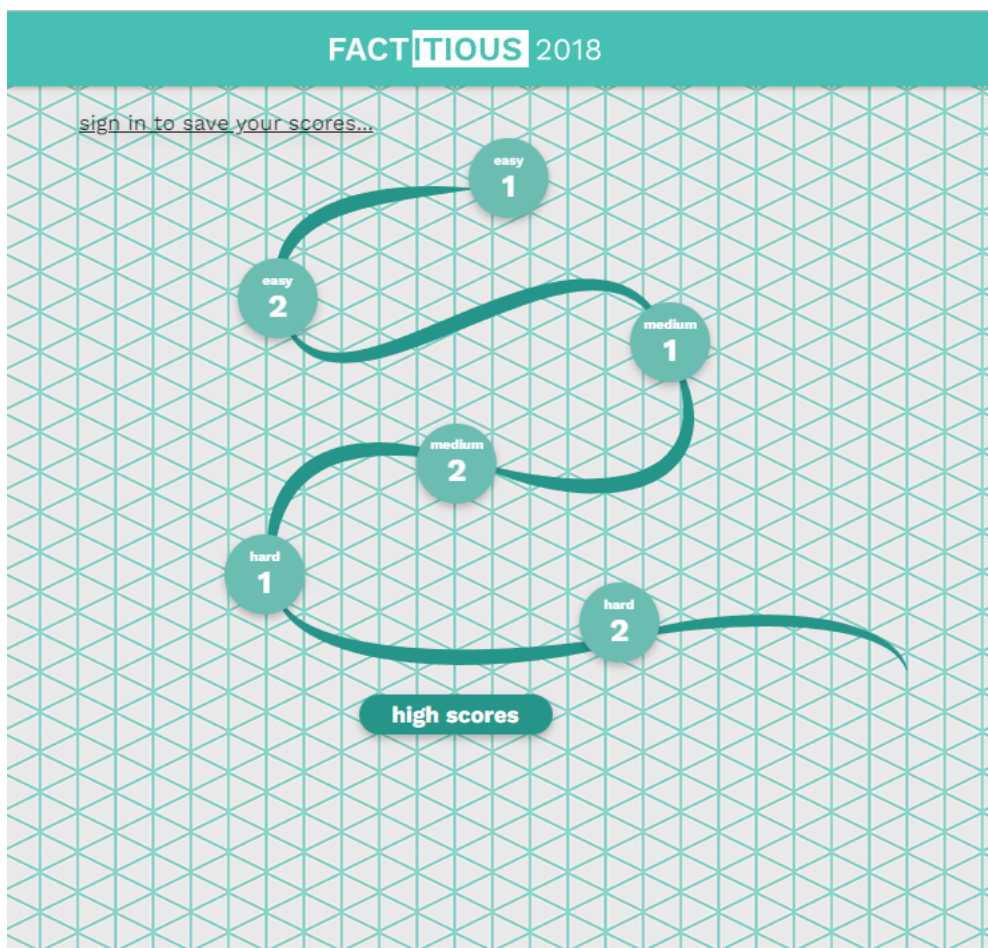 FACTITIOUS 2018
sign in to save your scores...
easy
1
easy
2
medium
1
medium
2
hard
1
hard
2
high scores